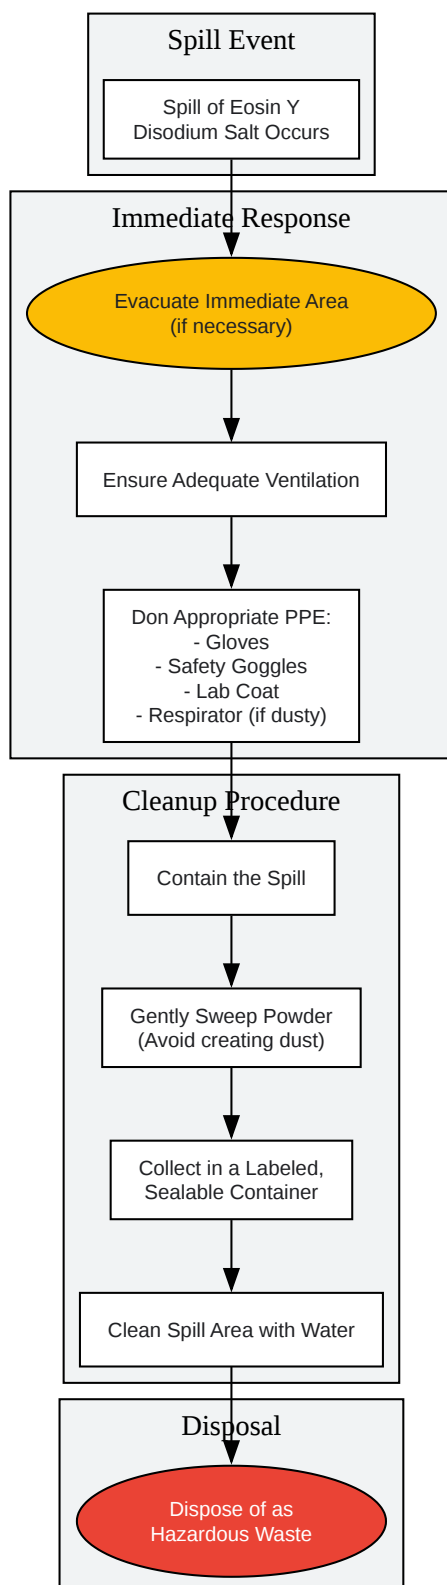 Spill Event
Spill of Eosin Y
Disodium Salt Occurs
Immediate Response
Evacuate Immediate Area
(if necessary)
Ensure Adequate Ventilation
Don Appropriate PPE:
- Gloves
- Safety Goggles
- Lab Coat
- Respirator (if dusty)
Cleanup Procedure
Contain the Spill
Gently Sweep Powder
(Avoid creating dust)
Collect in a Labeled,
Sealable Container
Clean Spill Area with Water
Disposal
Dispose of as
Hazardous Waste